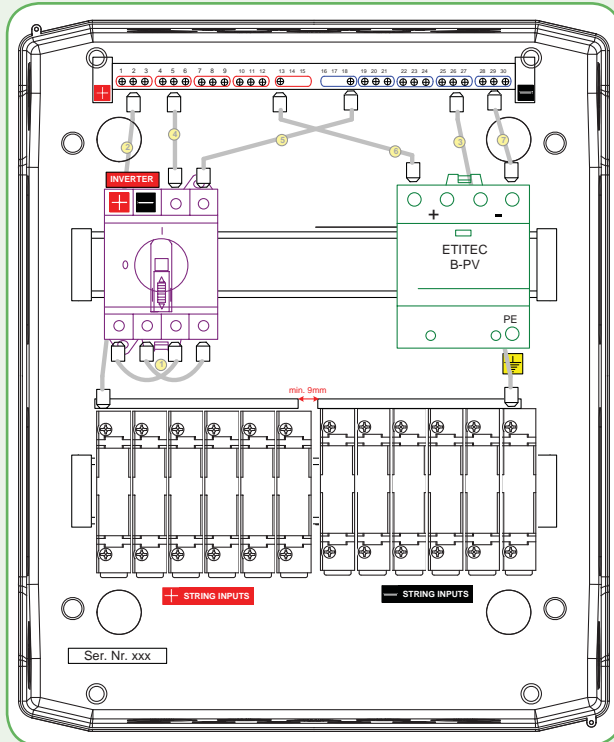 1 2 3 4 5 6 7 8 9 10 11 12 13 14 15 16 17 18 19 20 21 22 23 24 25 26 27 28 29 30
2 4 5 6 3 7
INVERTER
+ − + -
I
0
ETITEC
B-PV
PE
1
min. 9mm
+ STRING INPUTS − STRING INPUTS
Ser. Nr. xxx